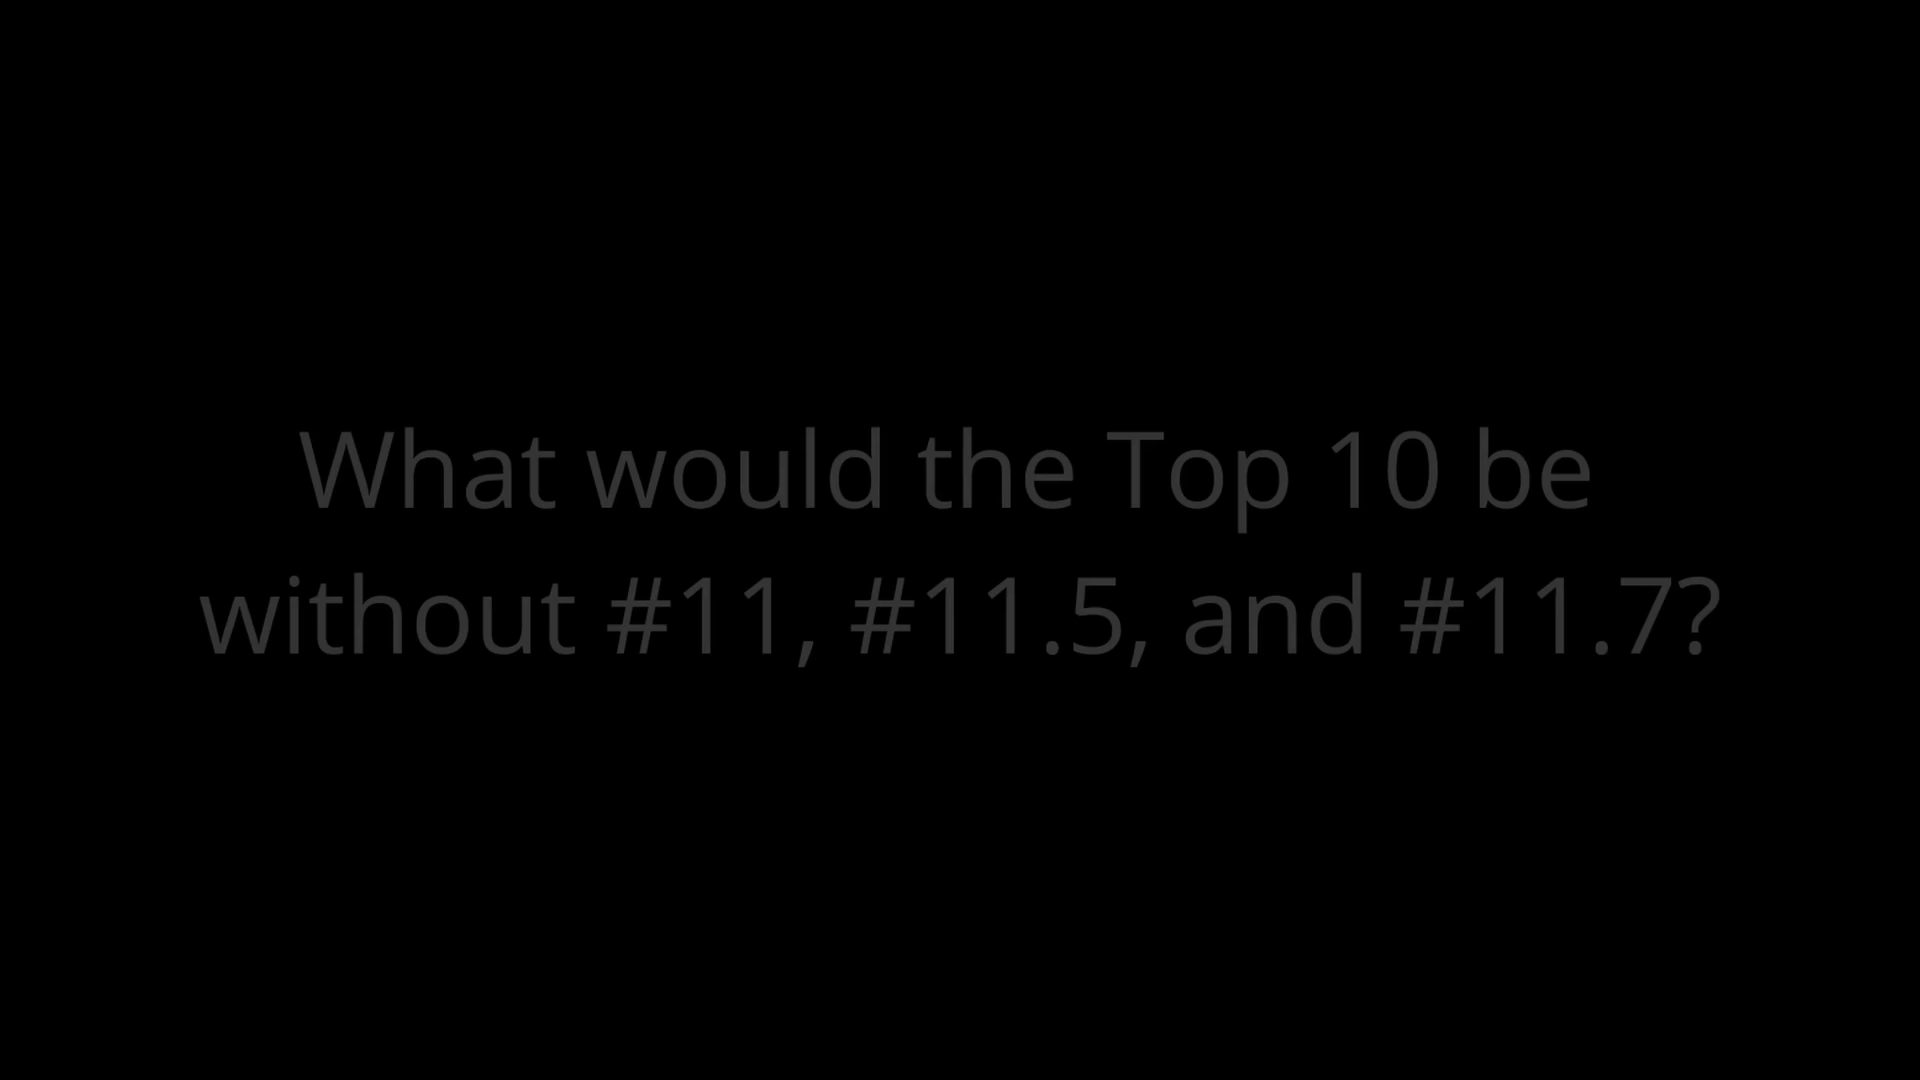 What would the Top 10 be
without #11, #11.5, and #11.7?